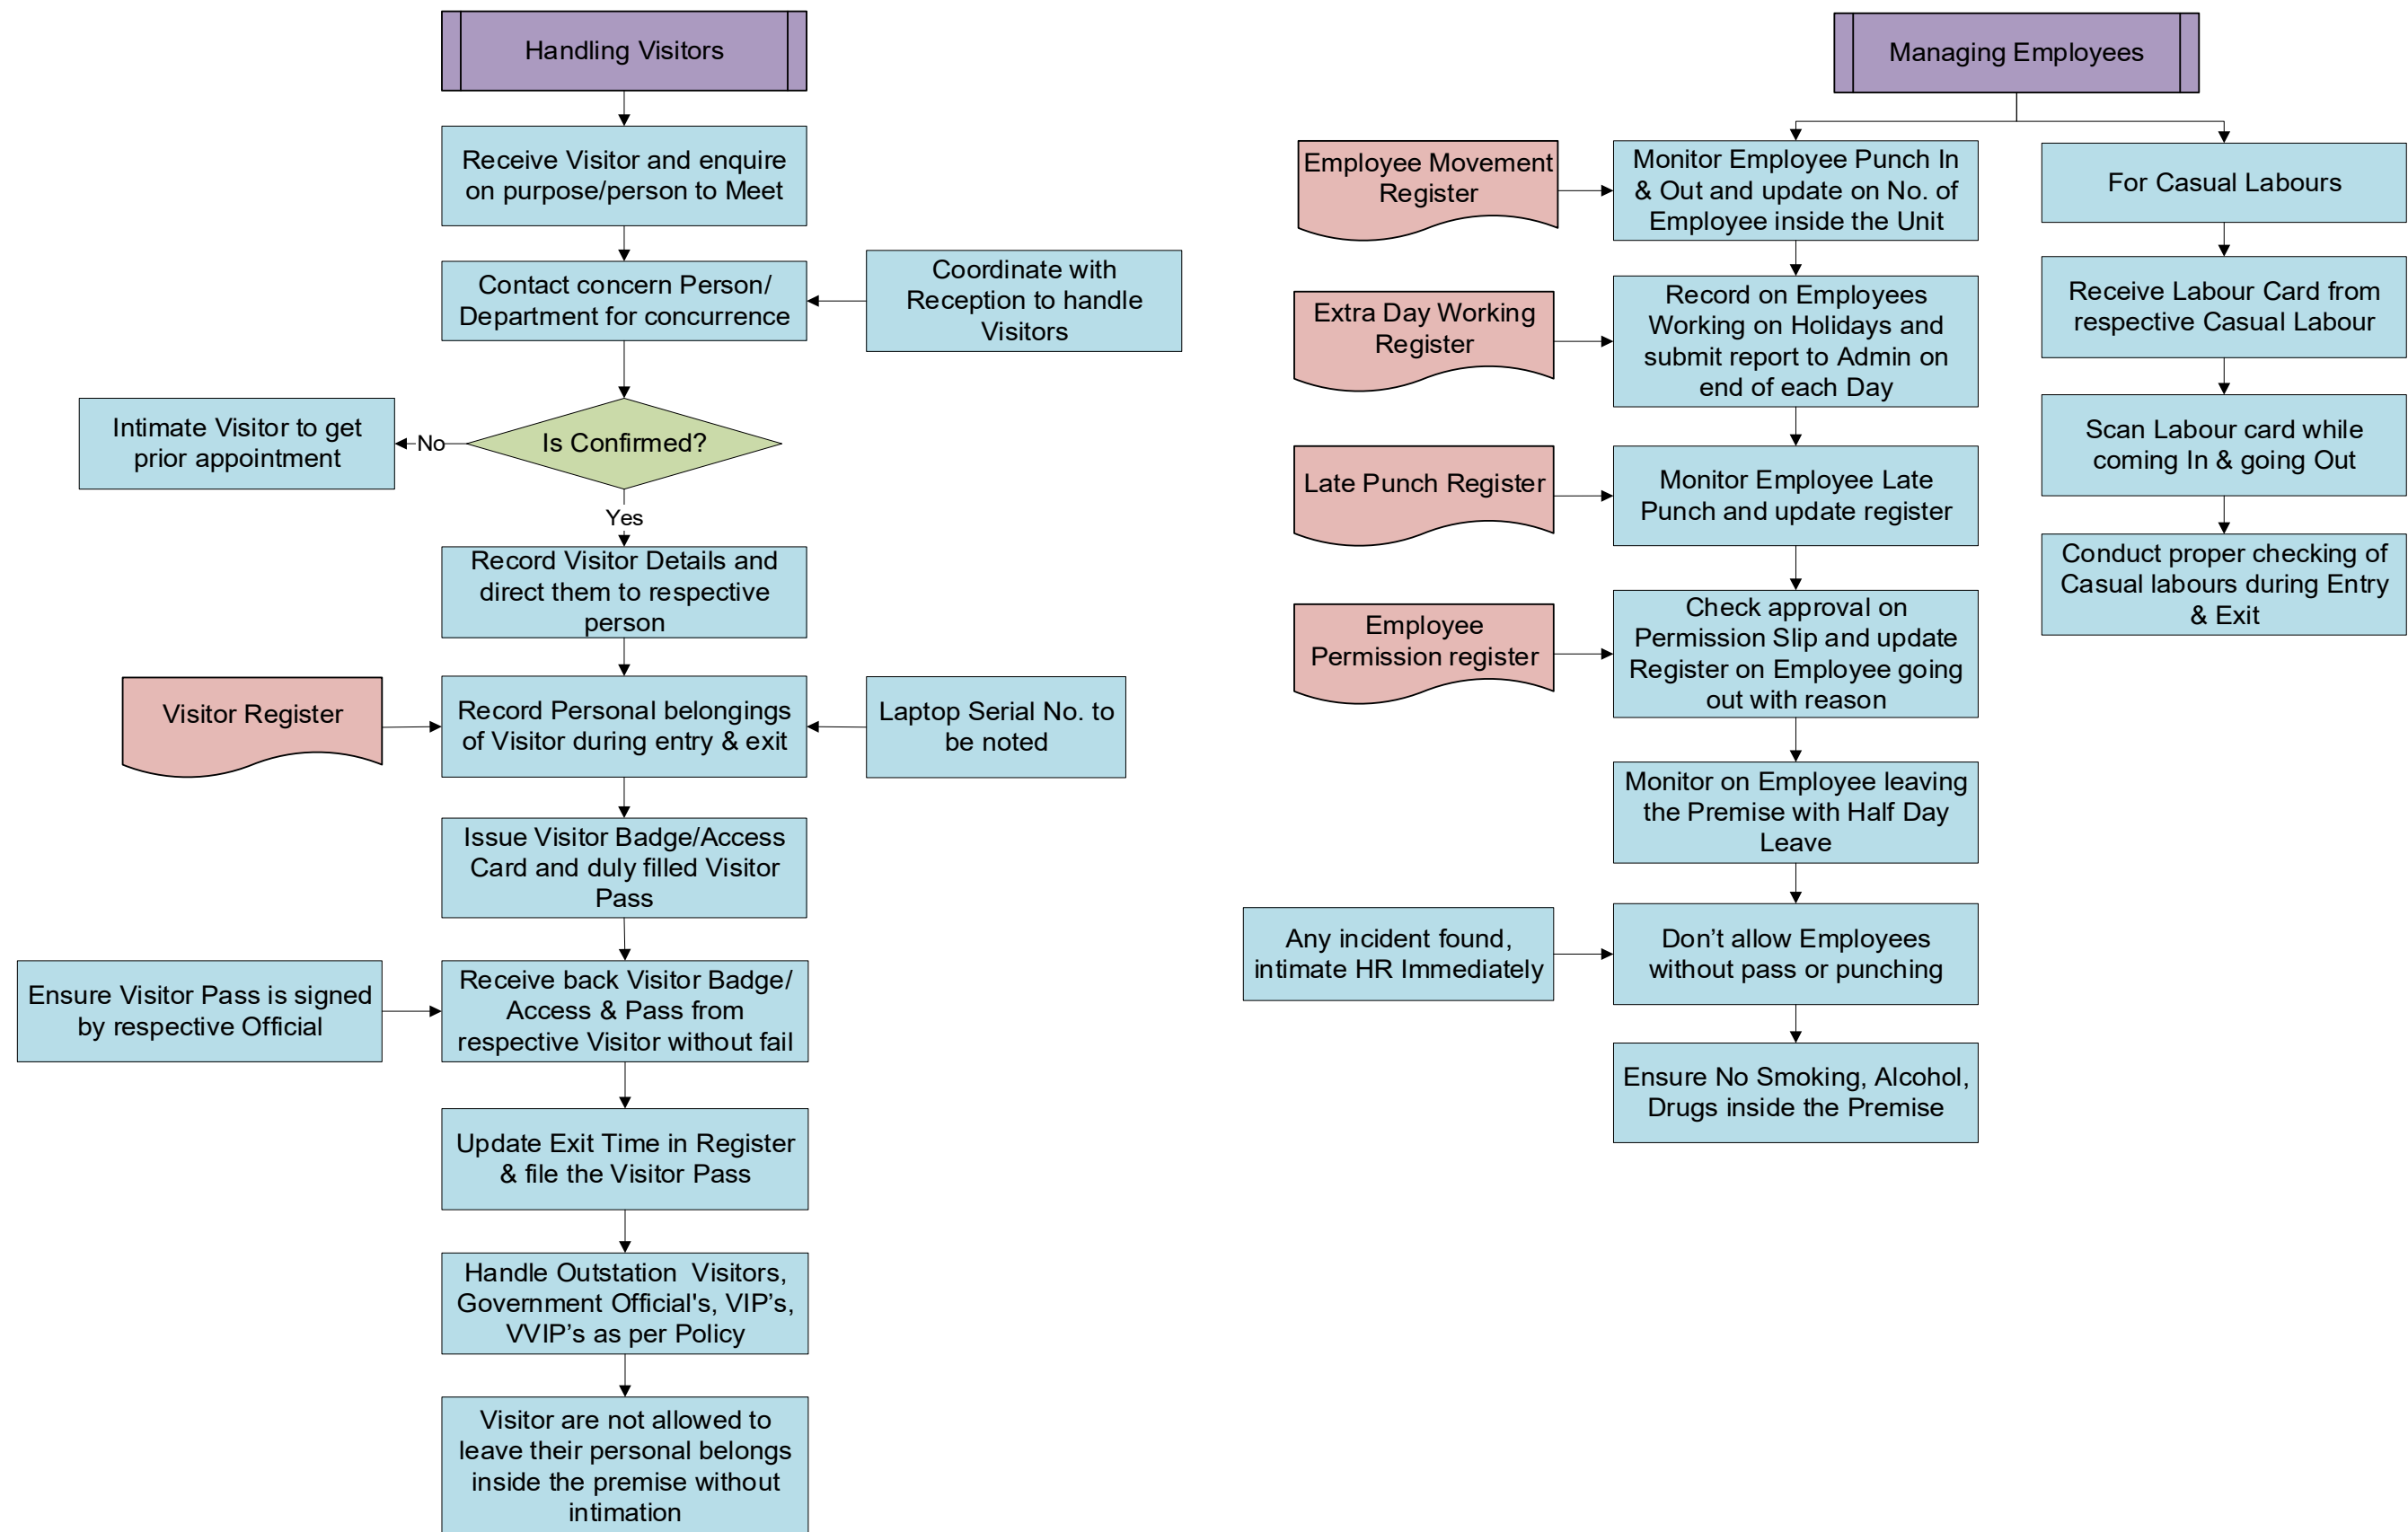 Handling Visitors
Receive Visitor and enquire
on purpose/person to Meet
Contact concern Person/
Department for concurrence
Coordinate with
Reception to handle
Visitors
Is Confirmed?
No
Intimate Visitor to get
prior appointment
Yes
Record Visitor Details and
direct them to respective
person
Visitor Register
Record Personal belongings
of Visitor during entry & exit
Laptop Serial No. to
be noted
Issue Visitor Badge/Access
Card and duly filled Visitor
Pass
Ensure Visitor Pass is signed
by respective Official
Receive back Visitor Badge/
Access & Pass from
respective Visitor without fail
Update Exit Time in Register
& file the Visitor Pass
Handle Outstation  Visitors,
Government Official's, VIP’s,
VVIP’s as per Policy
Visitor are not allowed to
leave their personal belongs
inside the premise without
intimation
Managing Employees
Employee Movement
Register
Monitor Employee Punch In
& Out and update on No. of
Employee inside the Unit
Extra Day Working
Register
Record on Employees
Working on Holidays and
submit report to Admin on
end of each Day
Late Punch Register
Monitor Employee Late
Punch and update register
Employee
Permission register
Check approval on
Permission Slip and update
Register on Employee going
out with reason
Monitor on Employee leaving
the Premise with Half Day
Leave
Any incident found,
intimate HR Immediately
Don’t allow Employees
without pass or punching
Ensure No Smoking, Alcohol,
Drugs inside the Premise
For Casual Labours
Receive Labour Card from
respective Casual Labour
Scan Labour card while
coming In & going Out
Conduct proper checking of
Casual labours during Entry
& Exit